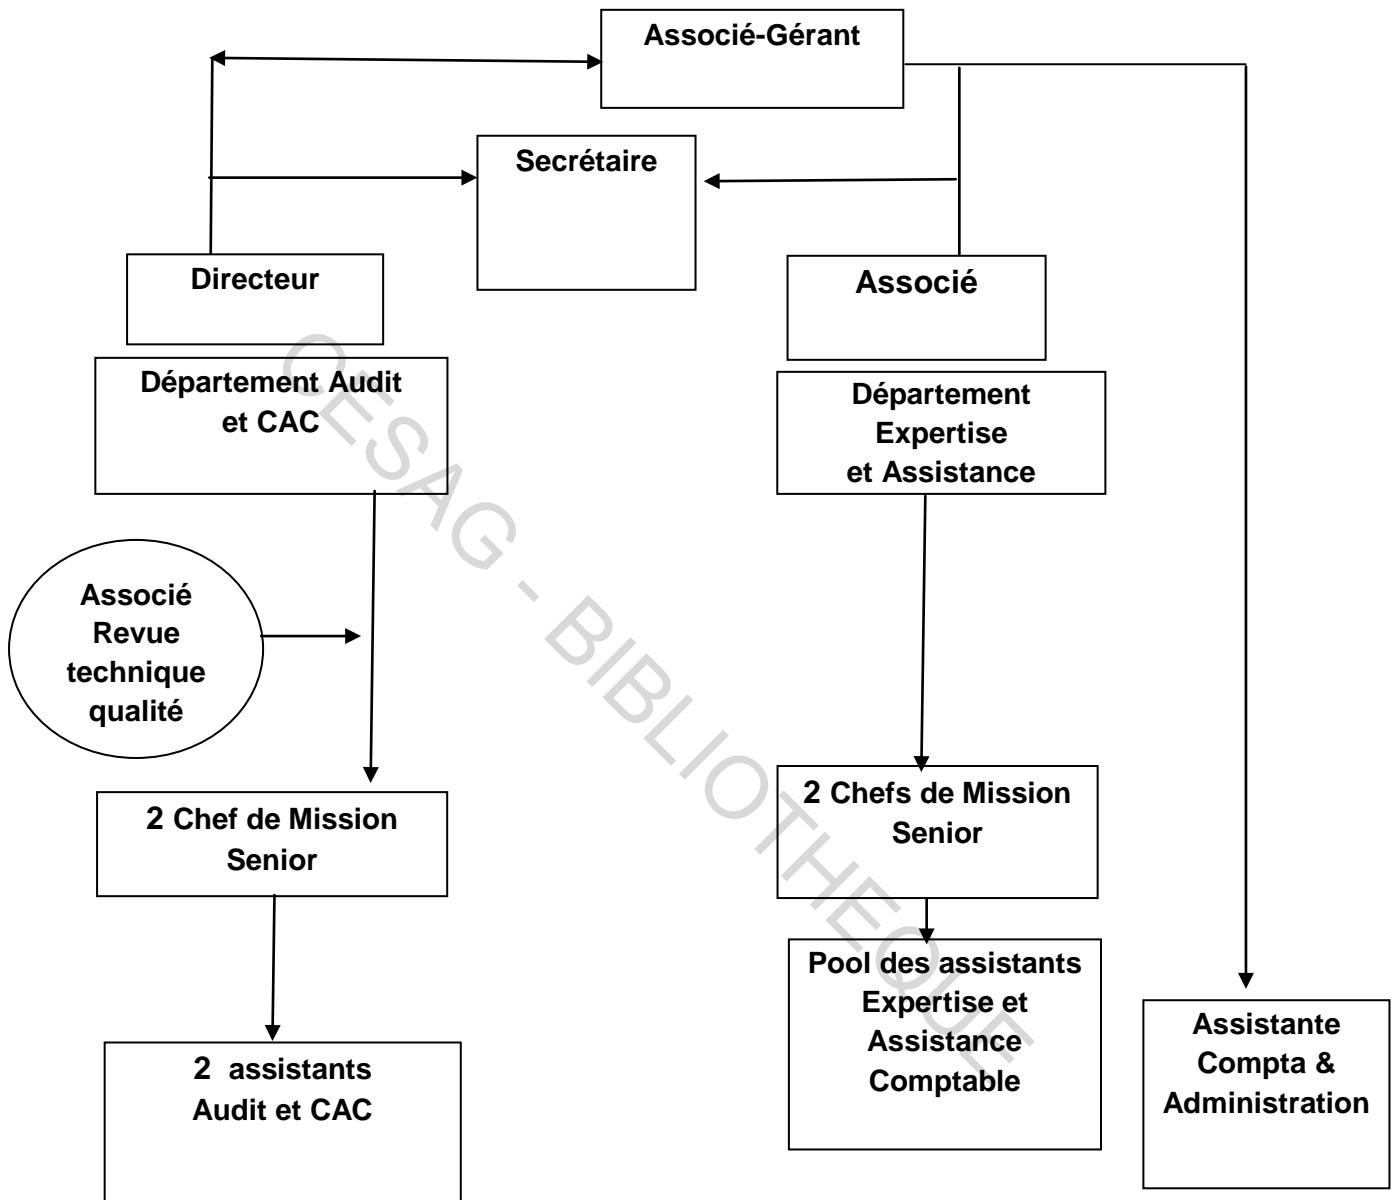 Associé-Gérant
Secrétaire
Directeur
Associé
Département Audit
et CAC
Département
Expertise
et Assistance
Associé
Revue
technique
qualité
2 Chef de Mission
Senior
2 Chefs de Mission
Senior
Pool des assistants
Expertise et
Assistance
Comptable
Assistante
Compta &
Administration
2 assistants
Audit et CAC
CESAG - BIBLIOTHEQUE